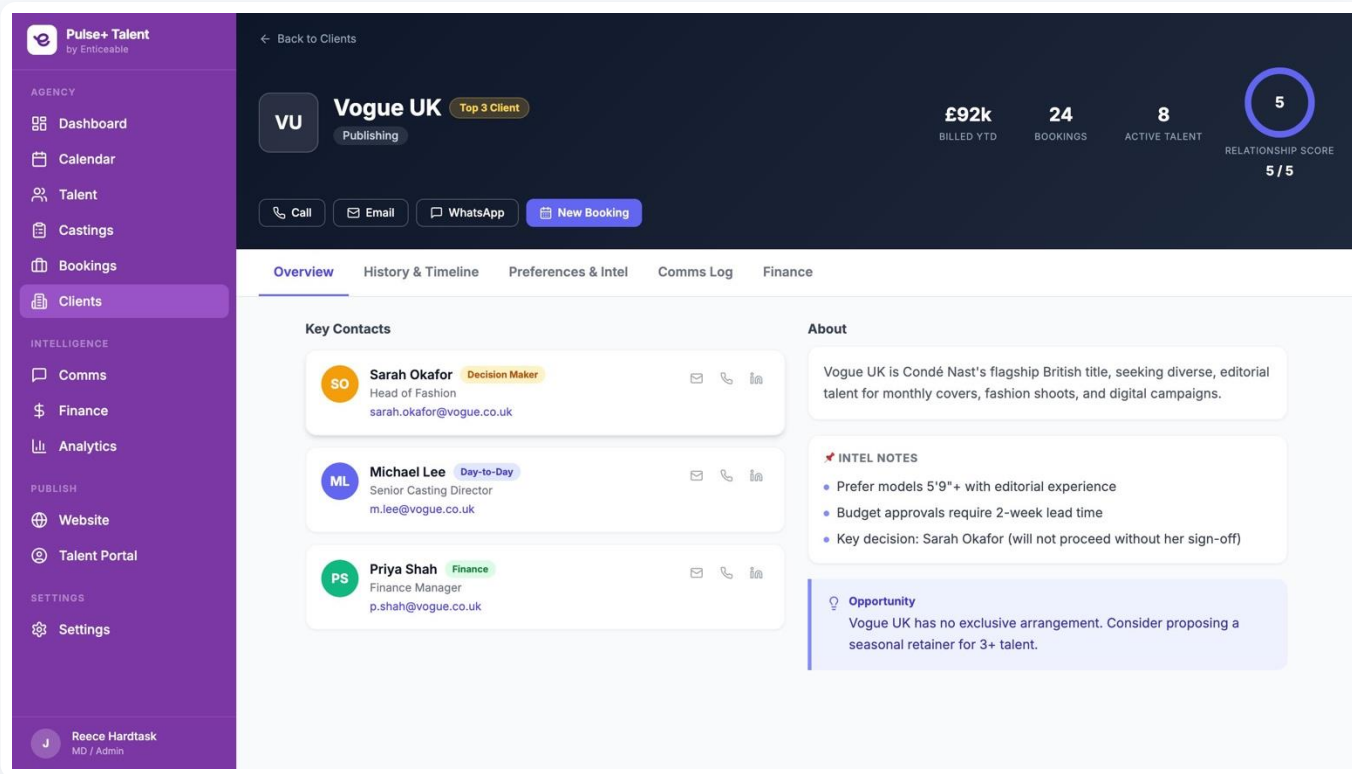 Pulse+ Talent
by Enticeable
AGENCY
Dashboard
Calendar
Talent
Castings
Bookings
Clients
INTELLIGENCE
Comms
Finance
Analytics
PUBLISH
Website
Talent Portal
SETTINGS
Settings
J
Reece Hardtask
MD / Admin
← Back to Clients
VU
Vogue UK
Top 3 Client
Publishing
£92k
BILLED YTD
24
BOOKINGS
8
ACTIVE TALENT
5
RELATIONSHIP SCORE
5 / 5
Call
Email
WhatsApp
New Booking
Overview
History & Timeline
Preferences & Intel
Comms Log
Finance
Key Contacts
SO
Sarah Okafor
Decision Maker
Head of Fashion
sarah.okafor@vogue.co.uk
ML
Michael Lee
Day-to-Day
Senior Casting Director
m.lee@vogue.co.uk
PS
Priya Shah
Finance
Finance Manager
p.shah@vogue.co.uk
About
Vogue UK is Condé Nast's flagship British title, seeking diverse, editorial
talent for monthly covers, fashion shoots, and digital campaigns.
INTEL NOTES
Prefer models 5'9"+ with editorial experience
Budget approvals require 2-week lead time
Key decision: Sarah Okafor (will not proceed without her sign-off)
Opportunity
Vogue UK has no exclusive arrangement. Consider proposing a
seasonal retainer for 3+ talent.